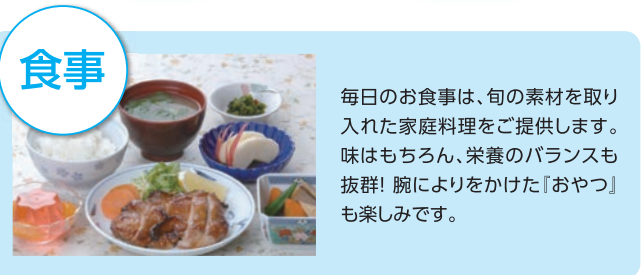 食事
毎日のお食事は、旬の素材を取り
入れた家庭料理をご提供します。
味はもちろん、栄養のバランスも
抜群! 腕によりをかけた『おやつ』
も楽しみです。